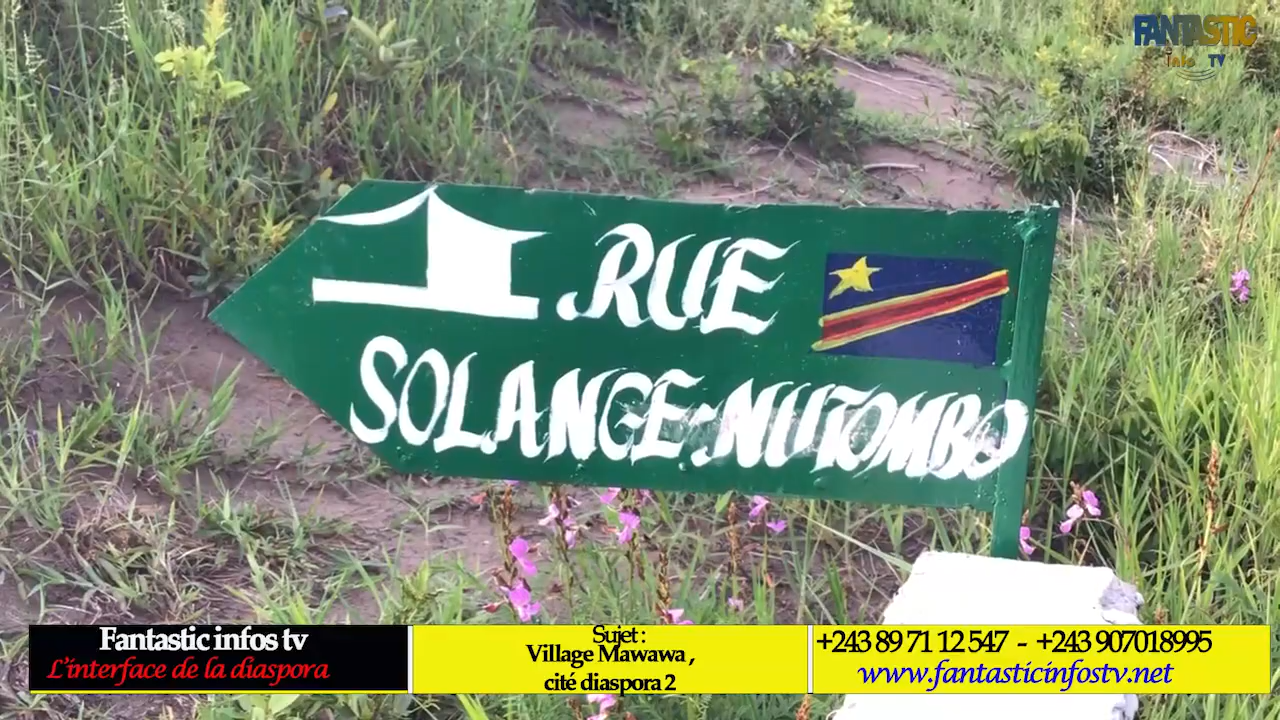 FANTASTIC
info TV
1 RUE
SOLANGE-NUTOMBO
Fantastic infos tv
L'interface de la diaspora
Sujet :
Village Mawawa ,
cité diaspora 2
+243 89 71 12 547 - +243 907018995
www.fantasticinfostv.net